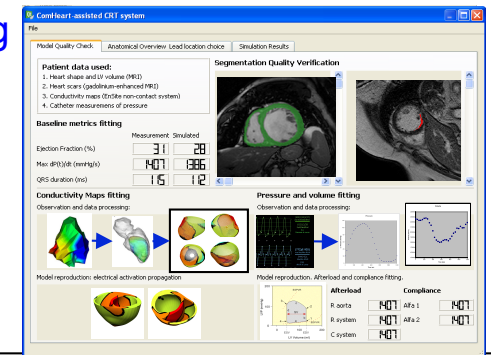 g
ComHeart-assisted CRT system
File
Model Quality Check Anatomical Overview Lead location choice Simulation Results
Patient data used:
1. Heart shape and LV volume (MRI)
2. Heart scars (gadolinium-enhanced MRI)
3. Conductivity maps (EnSite non-contact system)
4. Catheter measuremens of pressure
Segmentation Quality Verification
Baseline metrics fitting
Measurement Simulated
Ejection Fraction (%) 31 28
Max dP(t)/dt (mmHg/s) 1407 1386
QRS duration (ms) 116 112
Conductivity Maps fitting
Observation and data processing:
Model reproduction: electrical activation propagation
Pressure and volume fitting
Observation and data processing:
Model reproduction. Afterload and compliance fitting.
Afterload Compliance
R aorta 1407 Alfa 1 1407
R system 1407 Alfa 2 1407
C system 1407